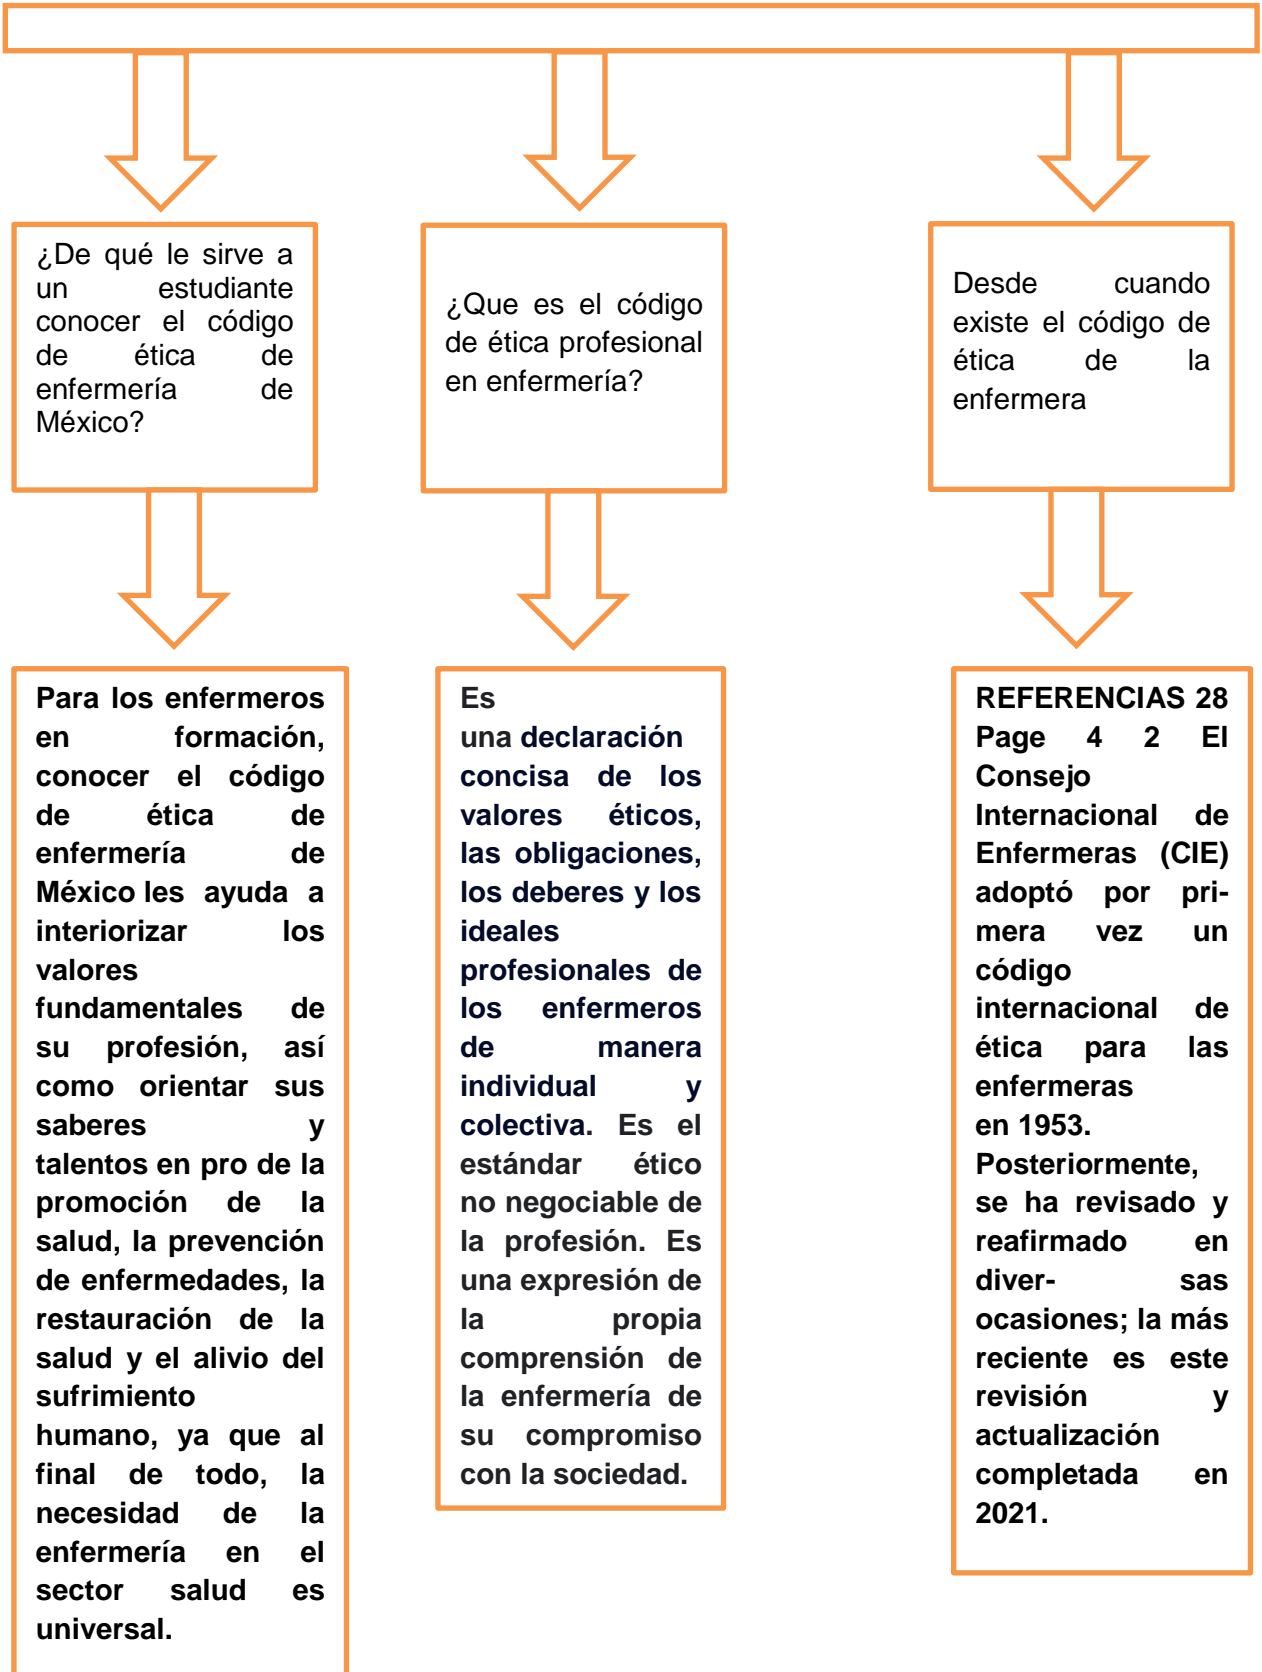 ¿De qué le sirve a
un estudiante
conocer el código
de ética de
enfermería de
México?
¿Que es el código
de ética profesional
en enfermería?
Desde cuando
existe el código de
ética de la
enfermera
Para los enfermeros
en formación,
conocer el código
de ética de
enfermería de
México les ayuda a
interiorizar los
valores
fundamentales de
su profesión, así
como orientar sus
saberes y
talentos en pro de la
promoción de la
salud, la prevención
de enfermedades, la
restauración de la
salud y el alivio del
sufrimiento
humano, ya que al
final de todo, la
necesidad de la
enfermería en el
sector salud es
universal.
Es
una declaración
concisa de los
valores éticos,
las obligaciones,
los deberes y los
ideales
profesionales de
los enfermeros
de manera
individual y
colectiva. Es el
estándar ético
no negociable de
la profesión. Es
una expresión de
la propia
comprensión de
la enfermería de
su compromiso
con la sociedad.
REFERENCIAS 28
Page 4 2 El
Consejo
Internacional de
Enfermeras (CIE)
adoptó por pri-
mera vez un
código
internacional de
ética para las
enfermeras
en 1953.
Posteriormente,
se ha revisado y
reafirmado en
diver- sas
ocasiones; la más
reciente es este
revisión y
actualización
completada en
2021.